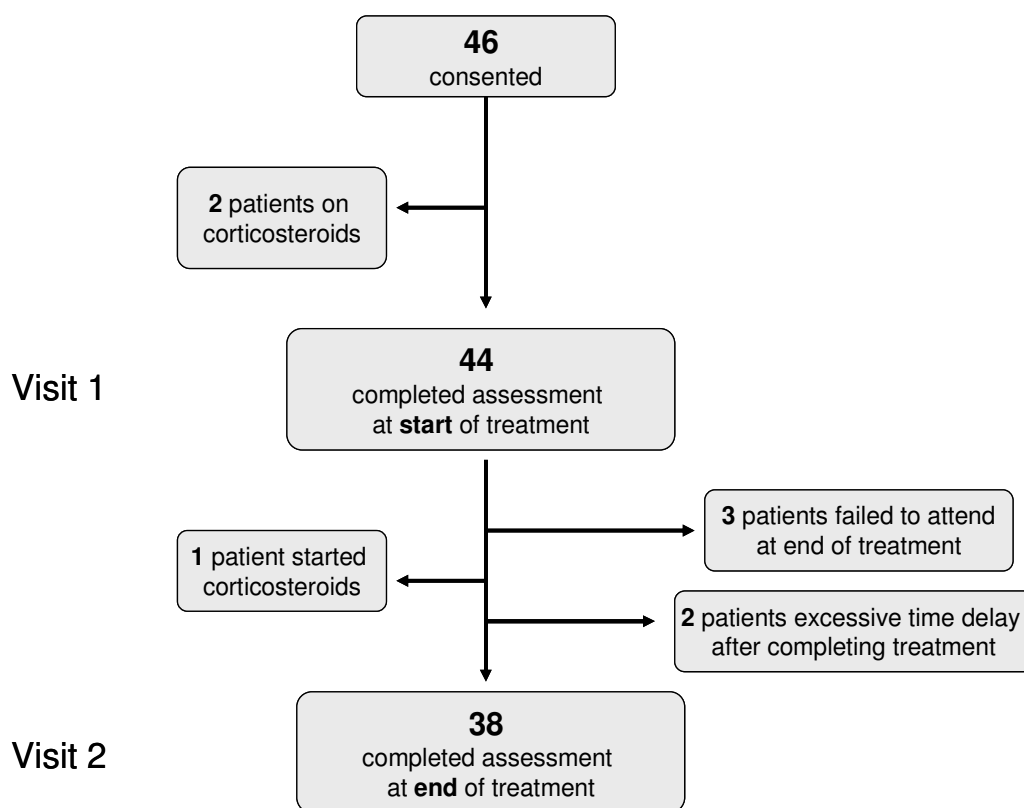 46
consented
2 patients on
corticosteroids
Visit 1
44
completed assessment
at start of treatment
3 patients failed to attend
at end of treatment
1 patient started
corticosteroids
2 patients excessive time delay
after completing treatment
Visit 2
38
completed assessment
at end of treatment